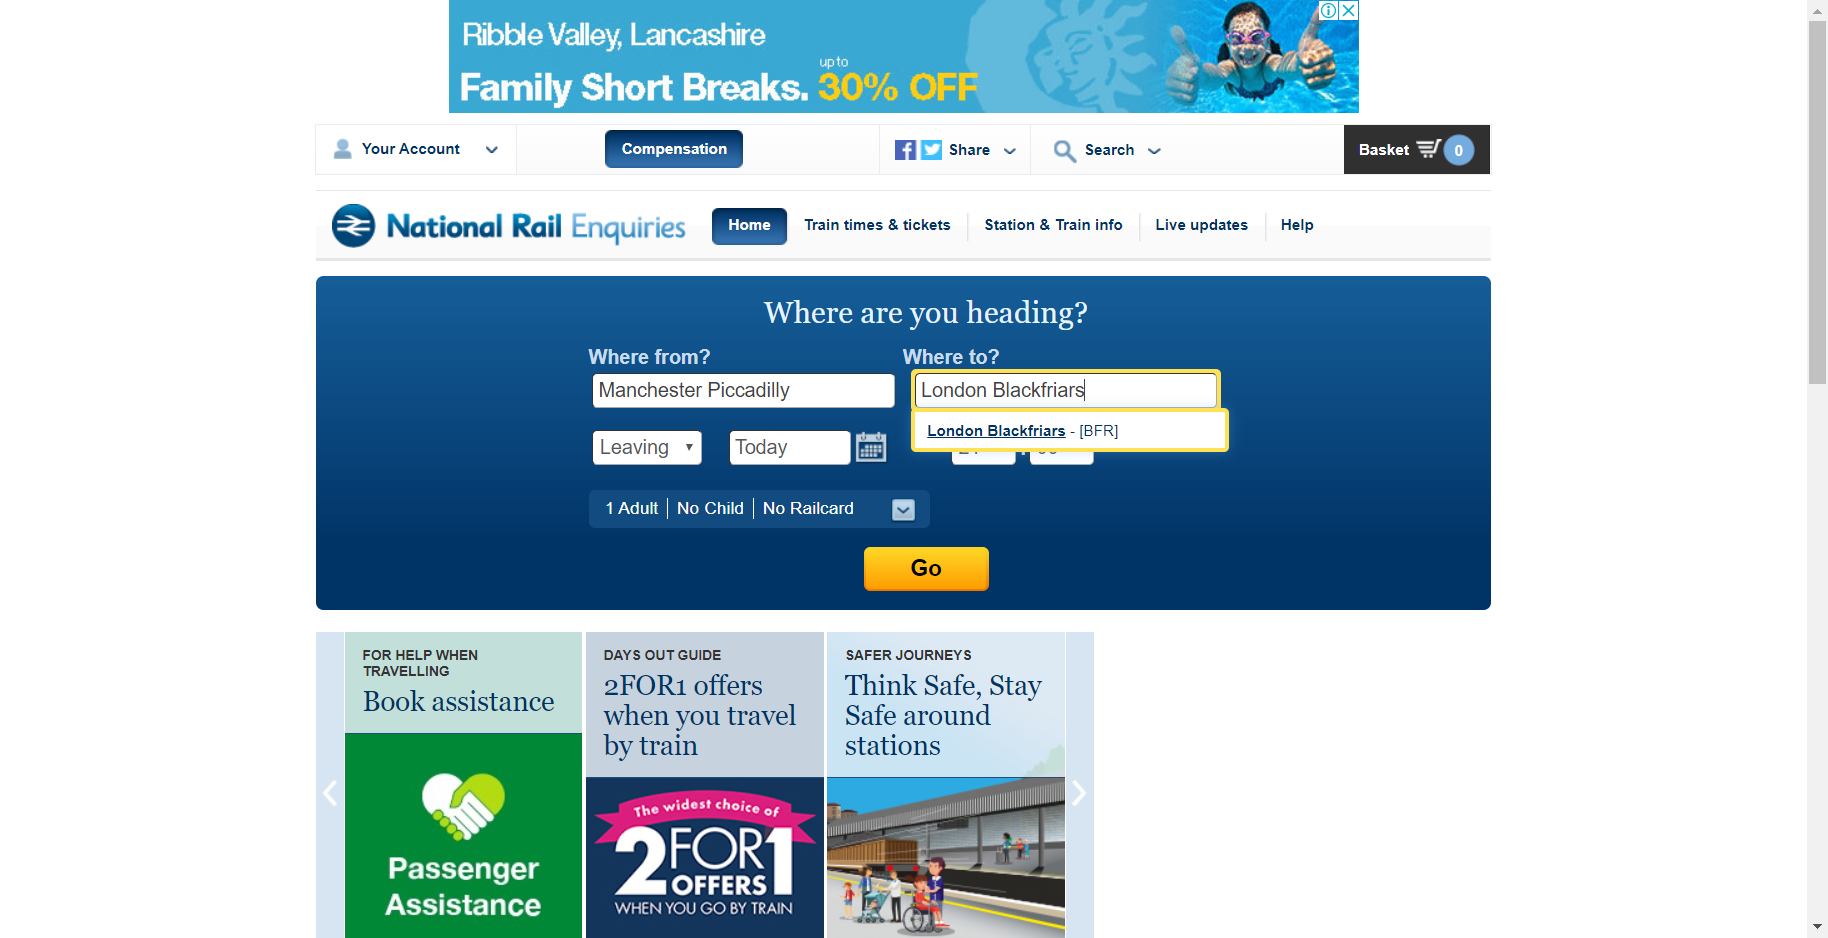 Ribble Valley, Lancashire
Family Short Breaks. up to 30% OFF
Your Account
Compensation
Share
Search
Basket 0
National Rail Enquiries
Home
Train times & tickets
Station & Train info
Live updates
Help
Where are you heading?
Where from?
Where to?
Manchester Piccadilly
London Blackfriars
London Blackfriars - [BFR]
Leaving
Today
1 Adult
No Child
No Railcard
Go
FOR HELP WHEN
TRAVELLING
Book assistance
Passenger
Assistance
DAYS OUT GUIDE
2FOR1 offers
when you travel
by train
The widest choice of
2FOR1
OFFERS
WHEN YOU GO BY TRAIN
SAFER JOURNEYS
Think Safe, Stay
Safe around
stations